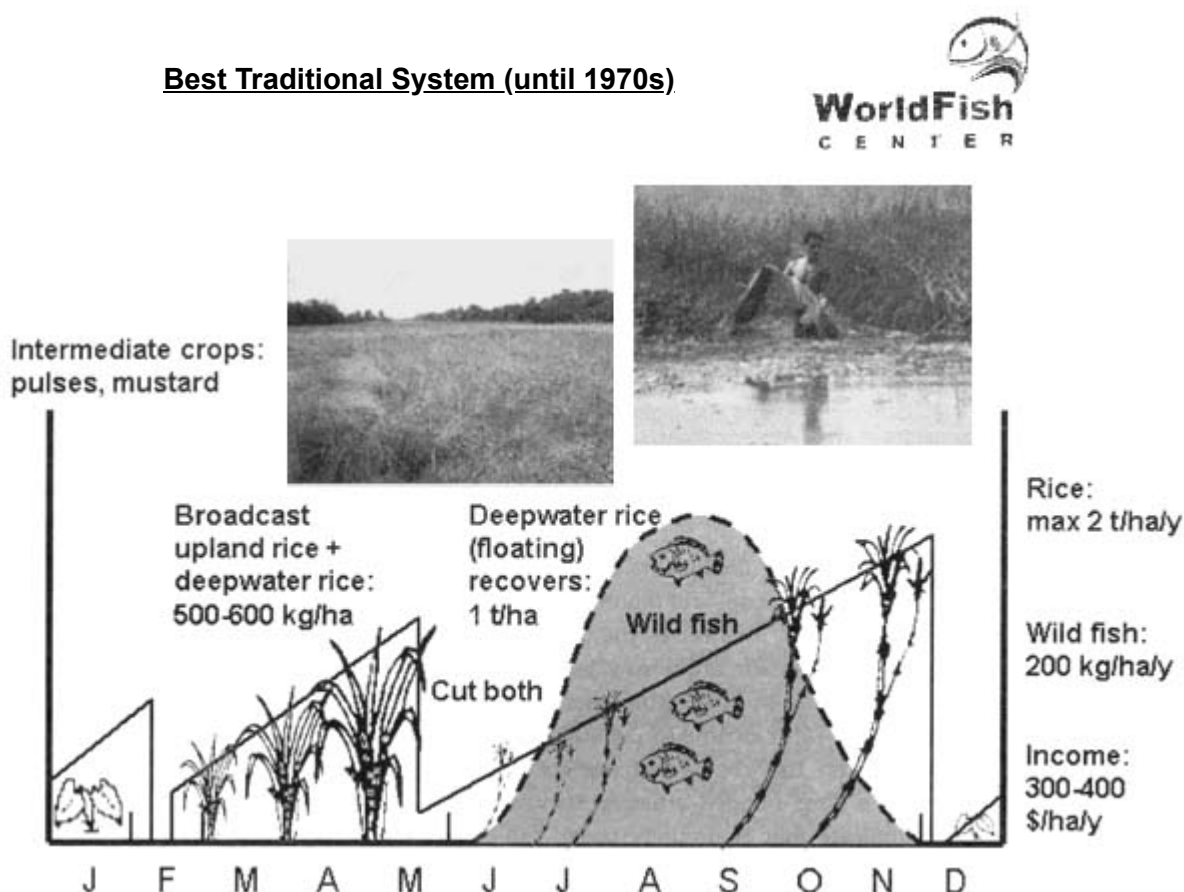 Best Traditional System (until 1970s)
WorldFish
CENTER
Intermediate crops:
pulses, mustard
Broadcast
upland rice +
deepwater rice:
500-600 kg/ha
Deepwater rice
(floating)
recovers:
1 t/ha
Rice:
max 2 t/ha/y
Wild fish
Wild fish:
200 kg/ha/y
Cut both
Income:
300-400
$/ha/y
J F M A M J J A S O N D